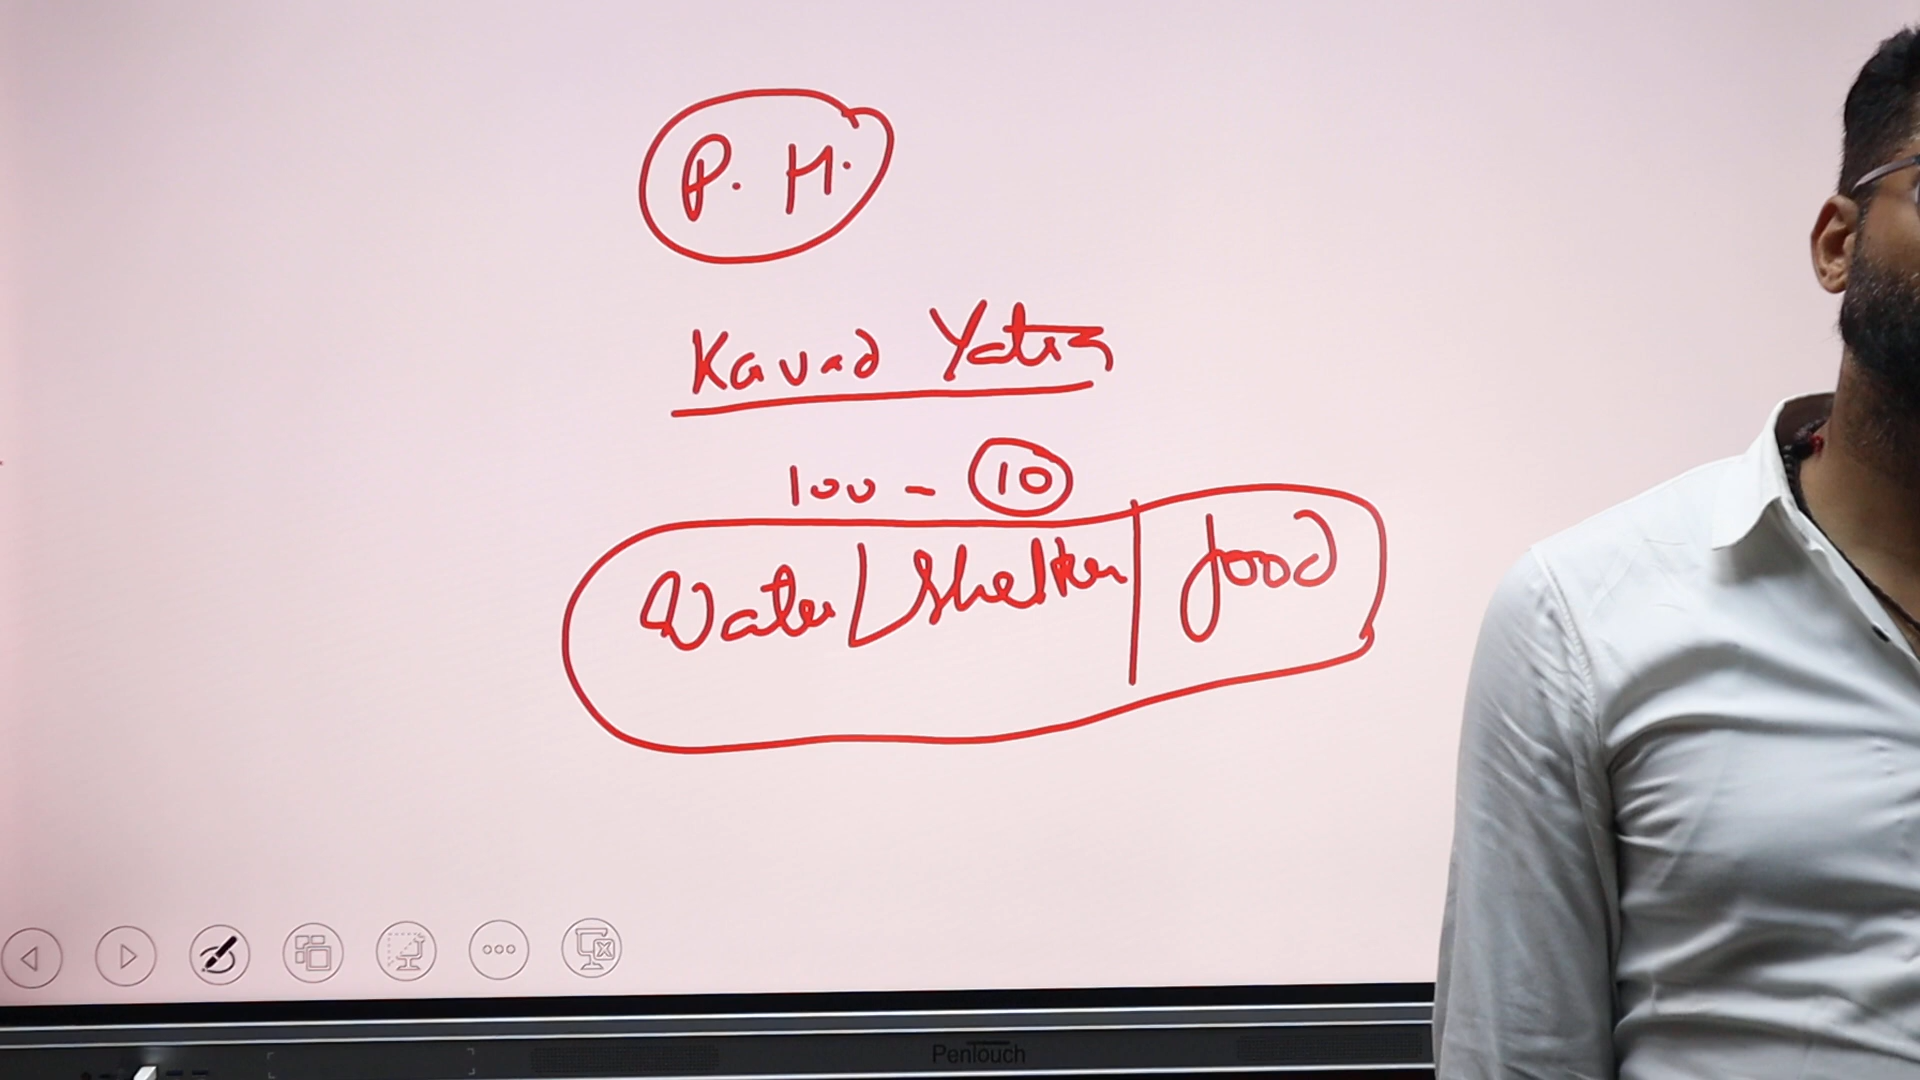 P. M.
Kavad Yatra
100 - 10
Water / Shelter | food
PenTouch